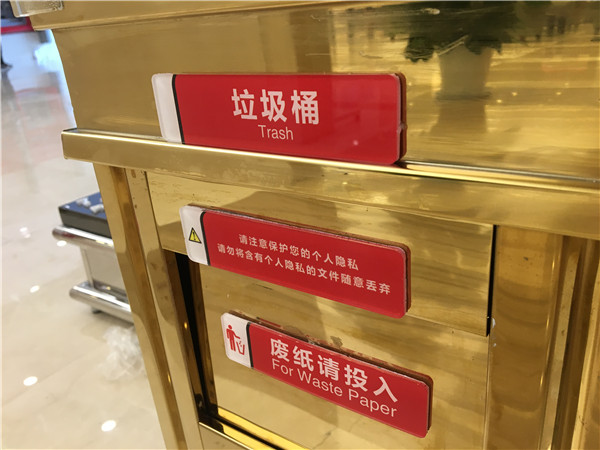 垃圾桶
Trash
请注意保护您的个人隐私
请勿将含有个人隐私的文件随意丢弃
废纸请投入
For Waste Paper